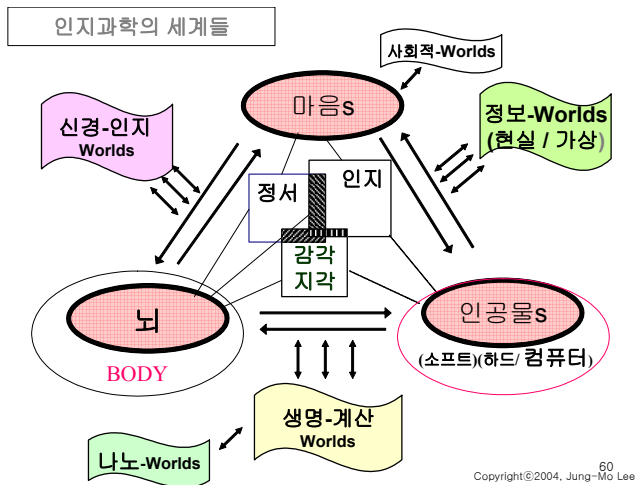 인지과학의 세계들
사회적-Worlds
마음s
신경-인지
Worlds
정보-Worlds
(현실 / 가상)
정서
인지
감각
지각
뇌
BODY
인공물s
(소프트)(하드/ 컴퓨터)
생명-계산
Worlds
나노-Worlds
60
Copyright©2004, Jung-Mo Lee